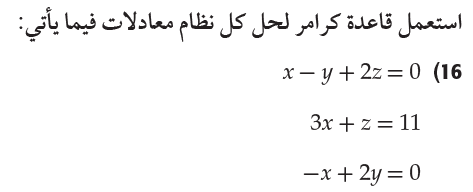 استعمل قاعدة كرامر لحل كل نظام معادلات فيما يأتي:
(16 x − y + 2z = 0
3x + z = 11
−x + 2y = 0